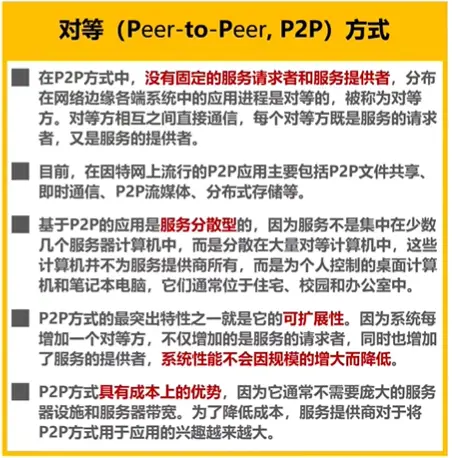 对等（Peer-to-Peer, P2P）方式
在P2P方式中，没有固定的服务请求者和服务提供者，分布
在网络边缘各端系统中的应用进程是对等的，被称为对等
方。对等方相互之间直接通信，每个对等方既是服务的请求
者，又是服务的提供者。
目前，在因特网上流行的P2P应用主要包括P2P文件共享、
即时通信、P2P流媒体、分布式存储等。
基于P2P的应用是服务分散型的，因为服务不是集中在少数
几个服务器计算机中，而是分散在大量对等计算机中，这些
计算机并不为服务提供商所有，而是为个人控制的桌面计算
机和笔记本电脑，它们通常位于住宅、校园和办公室中。
P2P方式的最突出特性之一就是它的可扩展性。因为系统每
增加一个对等方，不仅增加的是服务的请求者，同时也增加
了服务的提供者，系统性能不会因规模的增大而降低。
P2P方式具有成本上的优势，因为它通常不需要庞大的服务
器设施和服务器带宽。为了降低成本，服务提供商对于将
P2P方式用于应用的兴趣越来越大。